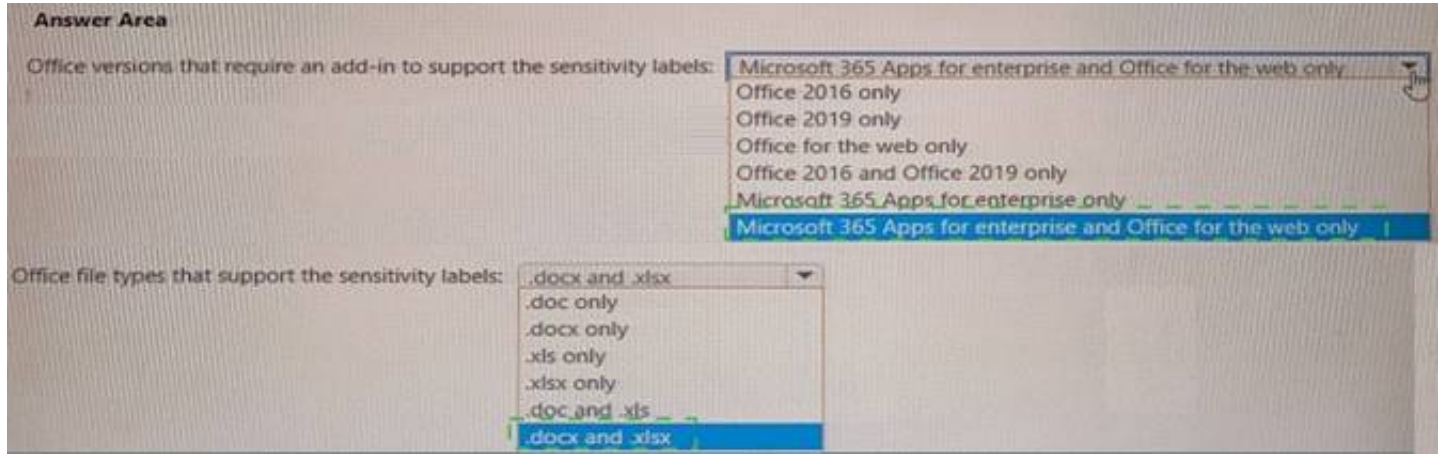 Answer Area
Office versions that require an add-in to support the sensitivity labels: Microsoft 365 Apps for enterprise and Office for the web only
Office 2016 only
Office 2019 only
Office for the web only
Office 2016 and Office 2019 only
Microsoft 365 Apps for enterprise only
Microsoft 365 Apps for enterprise and Office for the web only
Office file types that support the sensitivity labels: .docx and .xlsx
.doc only
.docx only
.xls only
.xlsx only
.doc and .xls
.docx and .xlsx